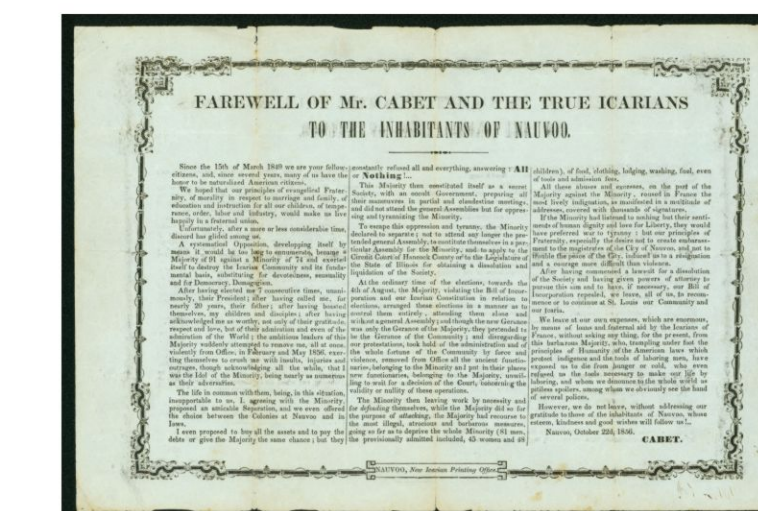 FAREWELL OF Mr. CABET AND THE TRUE ICARIANS
TO THE INHABITANTS OF NAUVOO.
Since the 15th of March 1849 we are your fellow-
citizens, and, since several years, many of us have the
honor to be naturalized American citizens.
We hoped that our principles of evangelical Frater-
nity, of morality in respect to marriage and family, of
education and instruction for all our children, of tempe-
rance, order, labor and industry, would make us live
happily in a fraternal union.
Unfortunately, after a more or less considerable time,
discord has glided among us.
A systematical Opposition, developping itself by
means it would be too long to enumerate, became a
Majority of 91 against a Minority of 74 and exerted
itself to destroy the Icarian Community and its funda-
mental basis, substituting for devotedness, sensuality
and for Democracy, Demagogism.
After having elected me 7 consecutive times, unani-
mously, their President; after having called me, for
nearly 20 years, their father; after having boasted
themselves, my children and disciples; after having
acknowledged me as worthy, not only of their gratitude,
respect and love, but of their admiration and even of the
admiration of the World; the ambitious leaders of this
Majority suddenly attempted to remove me, all at once,
violently from Office, in February and May 1856, exer-
ting themselves to crush me with insults, injuries and
outrages, though acknowledging all the while, that I
was the Idol of the Minority, being nearly as numerous
as their adversaries.
The life in common with them, being, in this situation,
insupportable to us, I, agreeing with the Minority,
proposed an amicable Separation, and we even offered
the choice between the Colonies at Nauvoo and in
Iowa.
I even proposed to buy all the assets and to pay the
debts or give the Majority the same chance; but they
constantly refused all and everything, answering: All
or Nothing!...
This Majority then constituted itself as a secret
Society, with an occult Government, preparing all
their maneuvers in partial and clandestine meetings,
and did not attend the general Assemblies but for oppres-
sing and tyrannizing the Minority.
To escape this oppression and tyranny, the Minority
declared to separate; not to attend any longer the pre-
tended general Assembly, to constitute themselves in a par-
ticular Assembly for the Minority, and to apply to the
Circuit Court of Hancock County or to the Legislature of
the State of Illinois for obtaining a dissolution and
liquidation of the Society.
At the ordinary time of the elections, towards the
4th of August, the Majority, violating the Bill of Incor-
poration and our Icarian Constitution in relation to
elections, arranged these elections in a manner as to
control them entirely, attending them alone and
without a general Assembly; and though the new Gerance
was only the Gerance of the Majority, they pretended to
be the Gerance of the Community; and disregarding
our protestations, took hold of the administration and of
the whole fortune of the Community by force and
violence, removed from Office all the ancient functio-
naries, belonging to the Minority and put in their places
new functionaries, belonging to the Majority, unwil-
ling to wait for a decision of the Court, concerning the
validity or nullity of these operations.
The Minority then leaving work by necessity and
for defending themselves, while the Majority did so for
the purpose of attacking, the Majority had recourse to
the most illegal, atrocious and barbarous measures,
going so far as to deprive the whole Minority (81 men,
the provisionally admitted included, 45 women and 48
children), of food, clothing, lodging, washing, fuel, even
of tools and admission fees.
All these abuses and excesses, on the part of the
Majority against the Minority, caused in France the
most lively indignation, as manifested in a multitude of
addresses, covered with thousands of signatures.
If the Minority had listened to nothing but their senti-
ments of human dignity and love for Liberty, they would
have preferred war to tyranny: but our principles of
Fraternity, especially the desire not to create embarass-
ment to the magistrates of the City of Nauvoo, and not to
trouble the peace of the City, induced us to a resignation
and a courage more difficult than violence.
After having commenced a lawsuit for a dissolution
of the Society and having given powers of attorney to
pursue this aim and to have, if necessary, our Bill of
Incorporation repealed, we leave, all of us, to recom-
mence or to continue at St. Louis our Community and
our Icaria.
We leave at our own expenses, which are enormous,
by means of loans and fraternal aid by the Icarians of
France, without asking any thing, for the present, from
this barbarous Majority, who, trampling under foot the
principles of Humanity of the American laws which
protect indigence and the tools of laboring men, have
exposed us to die from hunger or cold, who even
refused us the tools necessary to make our life by
laboring, and whom we denounce to the whole world as
pitiless spoilers, among whom we obviously see the hand
of several polices.
However, we do not leave, without addressing our
gratitude to those of the inhabitants of Nauvoo, whose
esteem, kindness and good wishes will follow us!..
Nauvoo, October 22d, 1856.
CABET.
NAUVOO, New Icarian Printing Office.